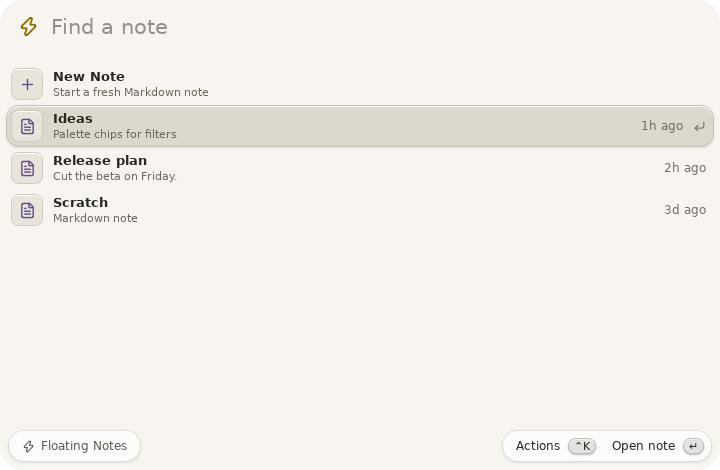 Find a note
New Note
Start a fresh Markdown note
Ideas
Palette chips for filters
1h ago
Release plan
Cut the beta on Friday.
2h ago
Scratch
Markdown note
3d ago
Floating Notes
Actions ^K Open note ↵